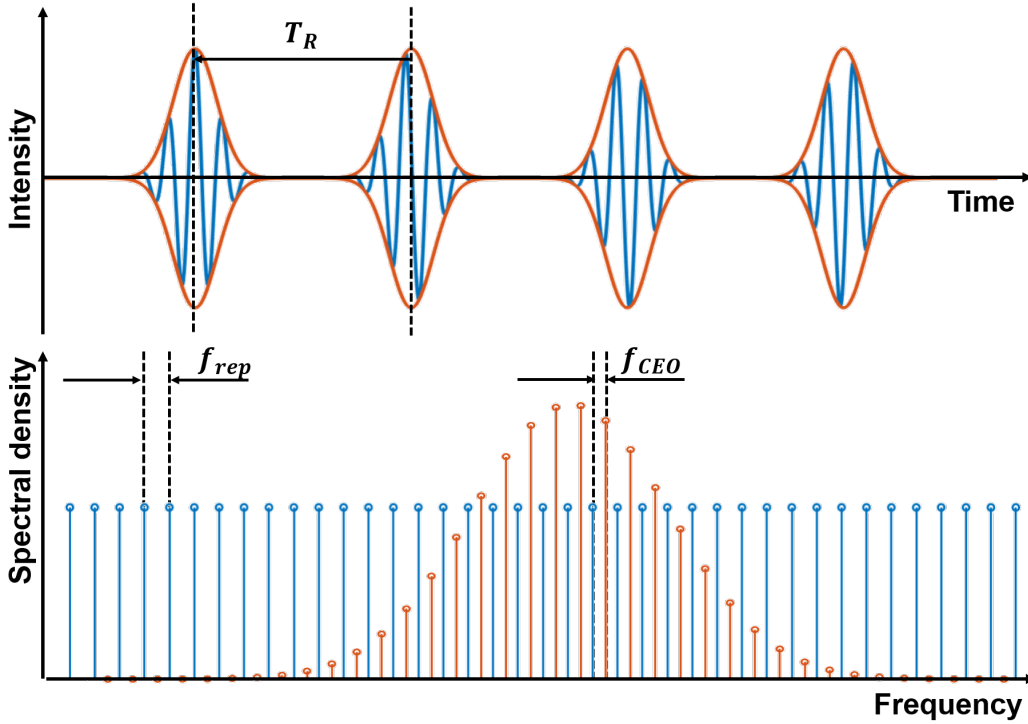 T_R
Intensity
Time
f_rep
f_CEO
Spectral density
Frequency